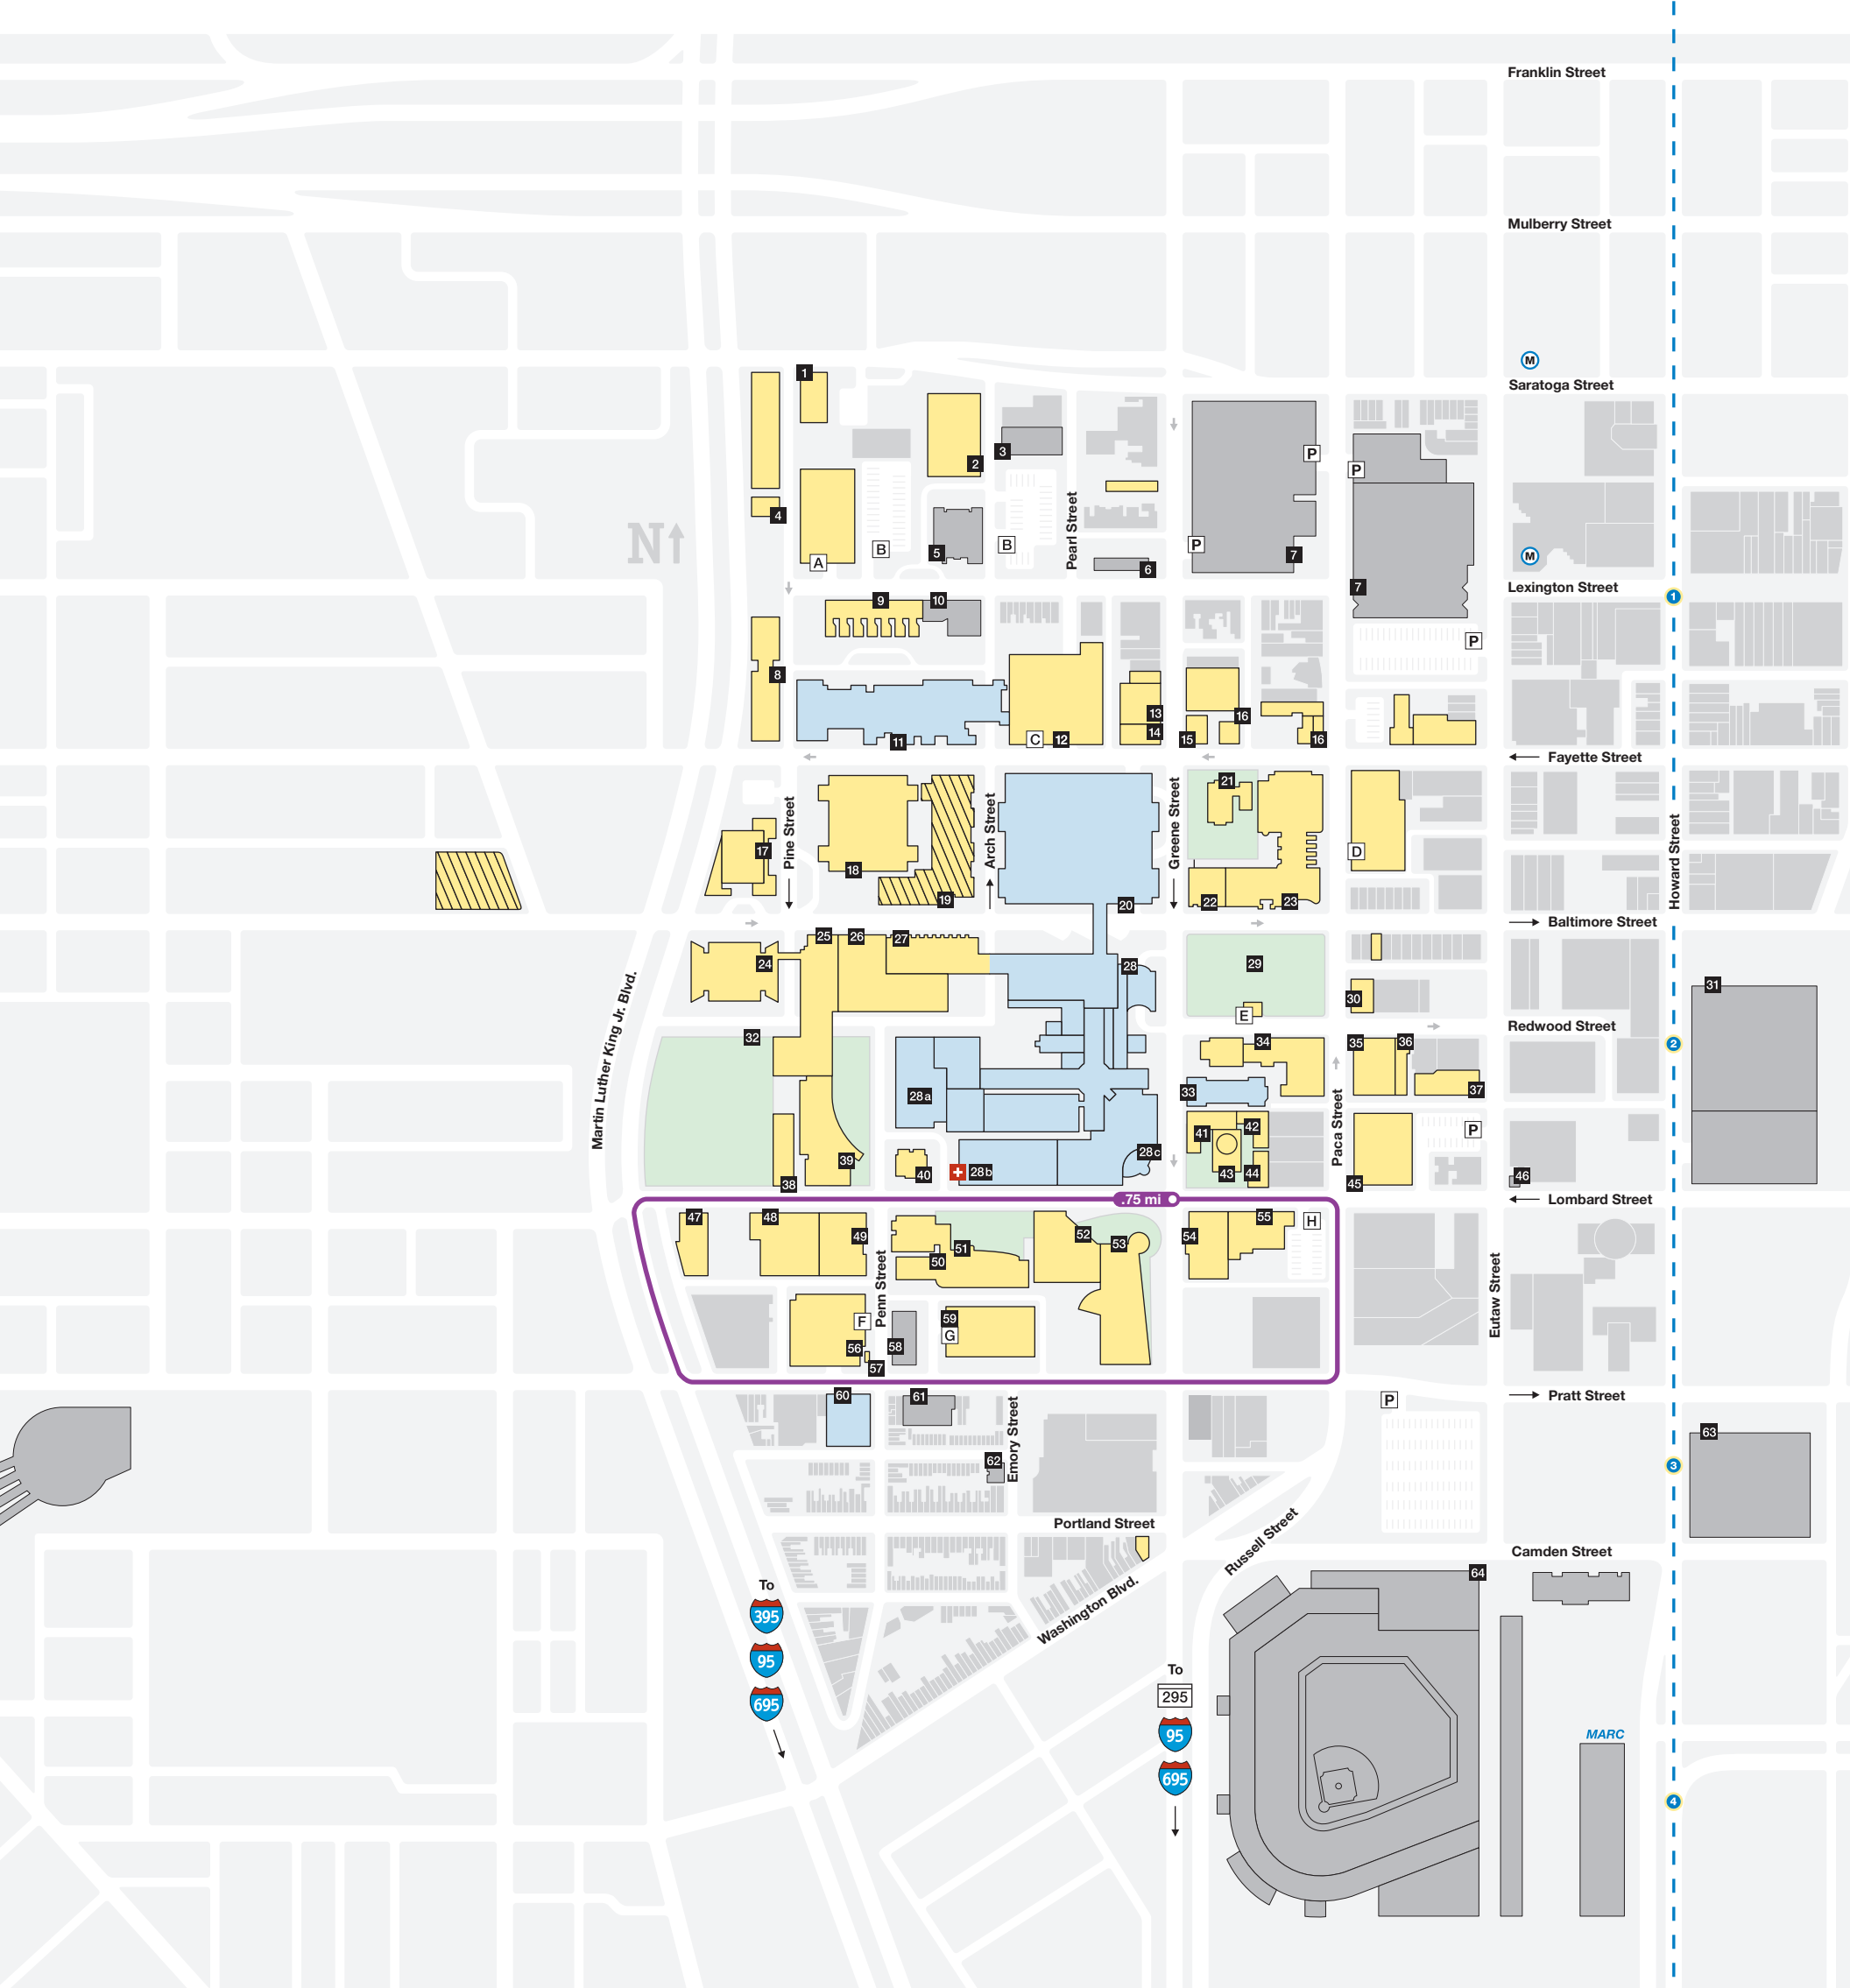 Franklin Street
Mulberry Street
M
Saratoga Street
1
2
3
P
P
4
Pearl Street
N
A
B
5
B
P
7
M
6
7
Lexington Street
1
9
10
P
8
13
16
11
C
12
14
15
16
Fayette Street
21
Pine Street
Arch Street
Greene Street
17
18
D
Howard Street
19
20
22
23
Baltimore Street
25
26
27
24
28
29
31
30
E
Martin Luther King Jr. Blvd.
Redwood Street
32
34
35
36
2
28a
33
37
Paca Street
41
42
P
39
28c
40
28b
43
44
46
38
45
.75 mi
Lombard Street
47
48
49
51
52
53
54
55
H
50
Penn Street
Eutaw Street
F
59
G
56
58
57
60
61
Pratt Street
P
Emory Street
62
63
3
Portland Street
Russell Street
Camden Street
64
Washington Blvd.
To
395
95
695
To
295
95
695
MARC
4